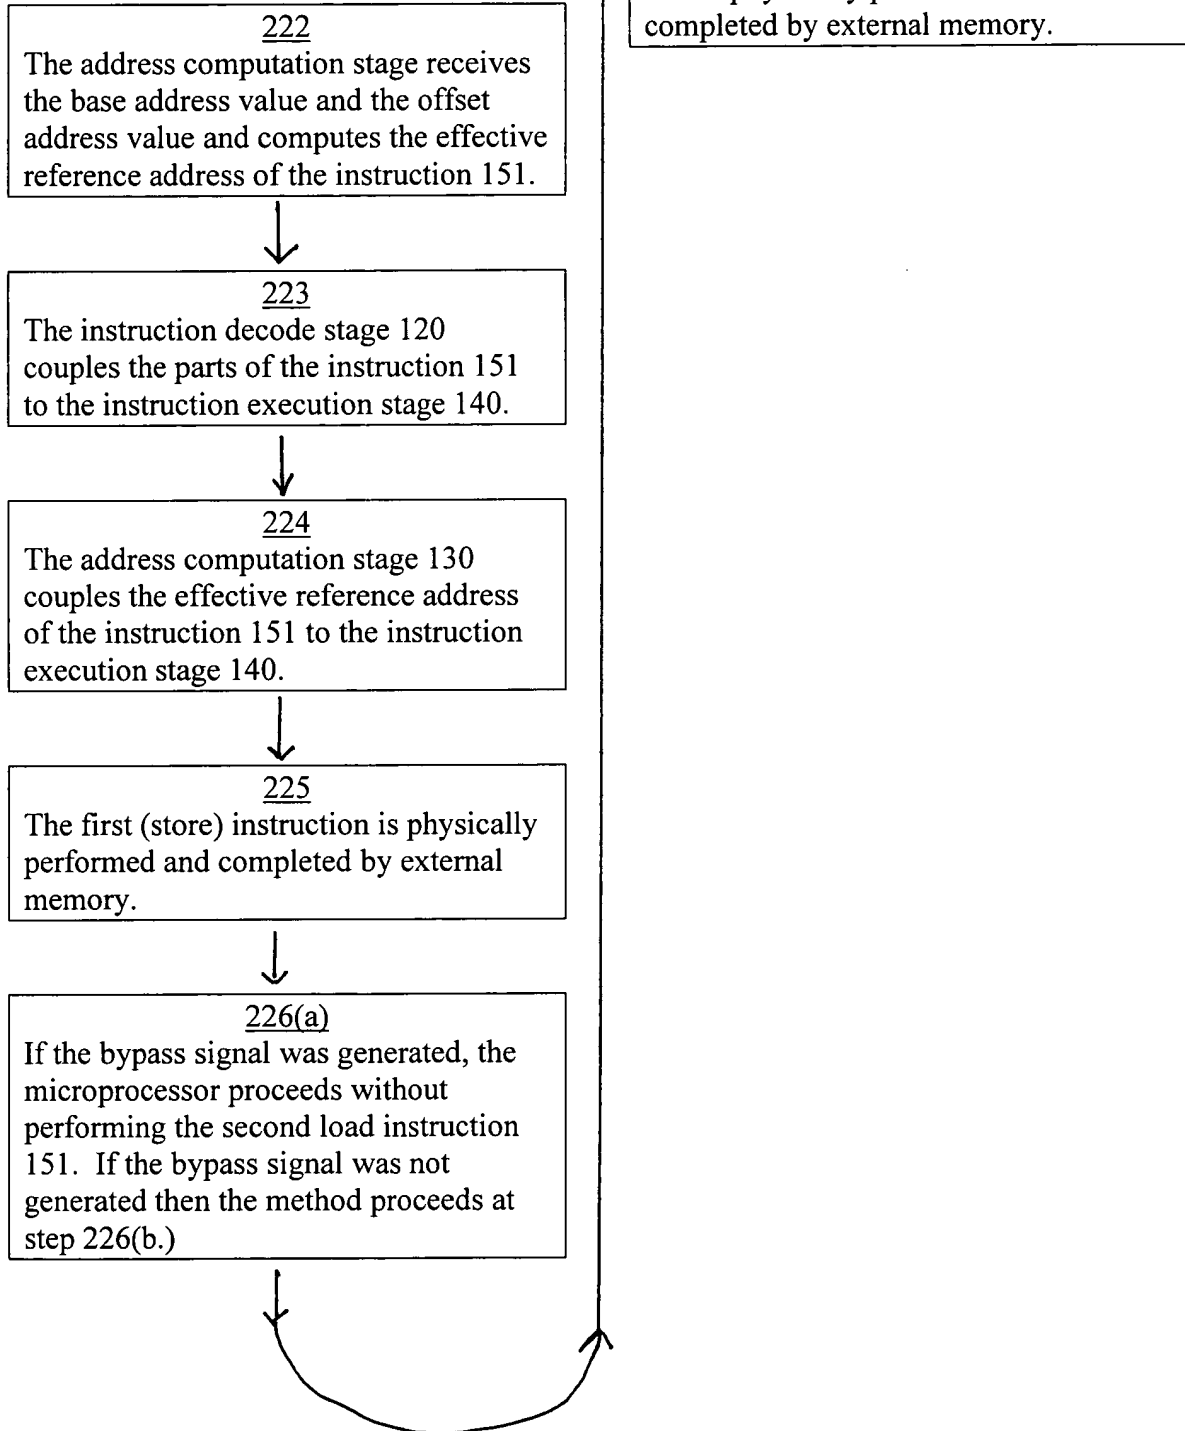 222
The address computation stage receives
the base address value and the offset
address value and computes the effective
reference address of the instruction 151.
223
The instruction decode stage 120
couples the parts of the instruction 151
to the instruction execution stage 140.
224
The address computation stage 130
couples the effective reference address
of the instruction 151 to the instruction
execution stage 140.
225
The first (store) instruction is physically
performed and completed by external
memory.
226(a)
If the bypass signal was generated, the
microprocessor proceeds without
performing the second load instruction
151. If the bypass signal was not
generated then the method proceeds at
step 226(b.)
completed by external memory.